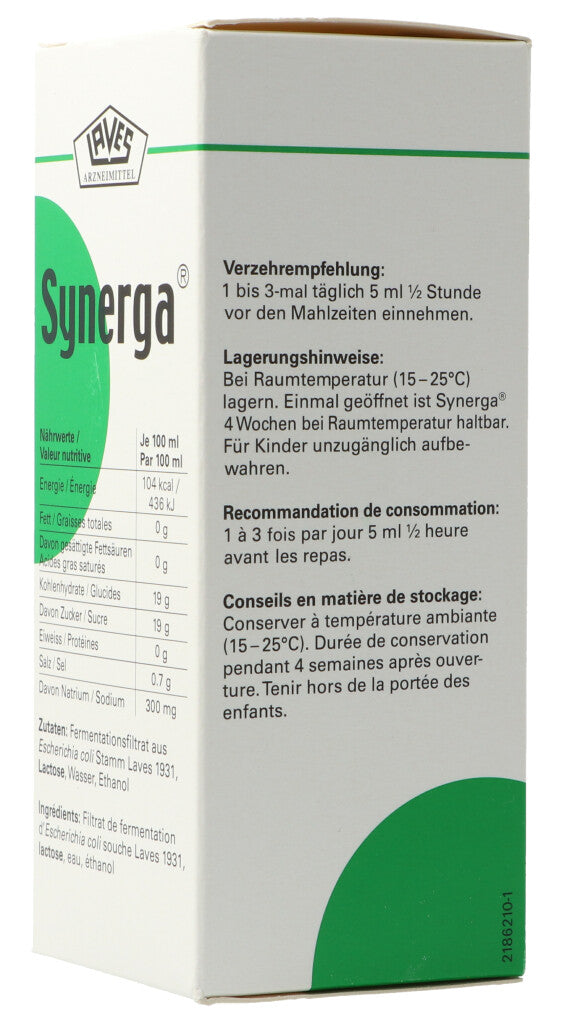 LAVES
ARZNEIMITTEL
Synerga®
Nährwerte / Je 100 ml
Valeur nutritive Par 100 ml
Energie / Énergie 104 kcal /
436 kJ
Fett / Graisses totales 0 g
Davon gesättigte Fettsäuren
Acides gras saturés 0 g
Kohlenhydrate / Glucides 19 g
Davon Zucker / Sucre 19 g
Eiweiss / Protéines 0 g
Salz / Sel 0.7 g
Davon Natrium / Sodium 300 mg
Zutaten: Fermentationsfiltrat aus
Escherichia coli Stamm Laves 1931,
Lactose, Wasser, Ethanol
Ingrédients: Filtrat de fermentation
d'Escherichia coli souche Laves 1931,
lactose, eau, éthanol
Verzehrempfehlung:
1 bis 3-mal täglich 5 ml ½ Stunde
vor den Mahlzeiten einnehmen.
Lagerungshinweise:
Bei Raumtemperatur (15–25°C)
lagern. Einmal geöffnet ist Synerga®
4 Wochen bei Raumtemperatur haltbar.
Für Kinder unzugänglich aufbe-
wahren.
Recommandation de consommation:
1 à 3 fois par jour 5 ml ½ heure
avant les repas.
Conseils en matière de stockage:
Conserver à température ambiante
(15–25°C). Durée de conservation
pendant 4 semaines après ouver-
ture. Tenir hors de la portée des
enfants.
2186210-1